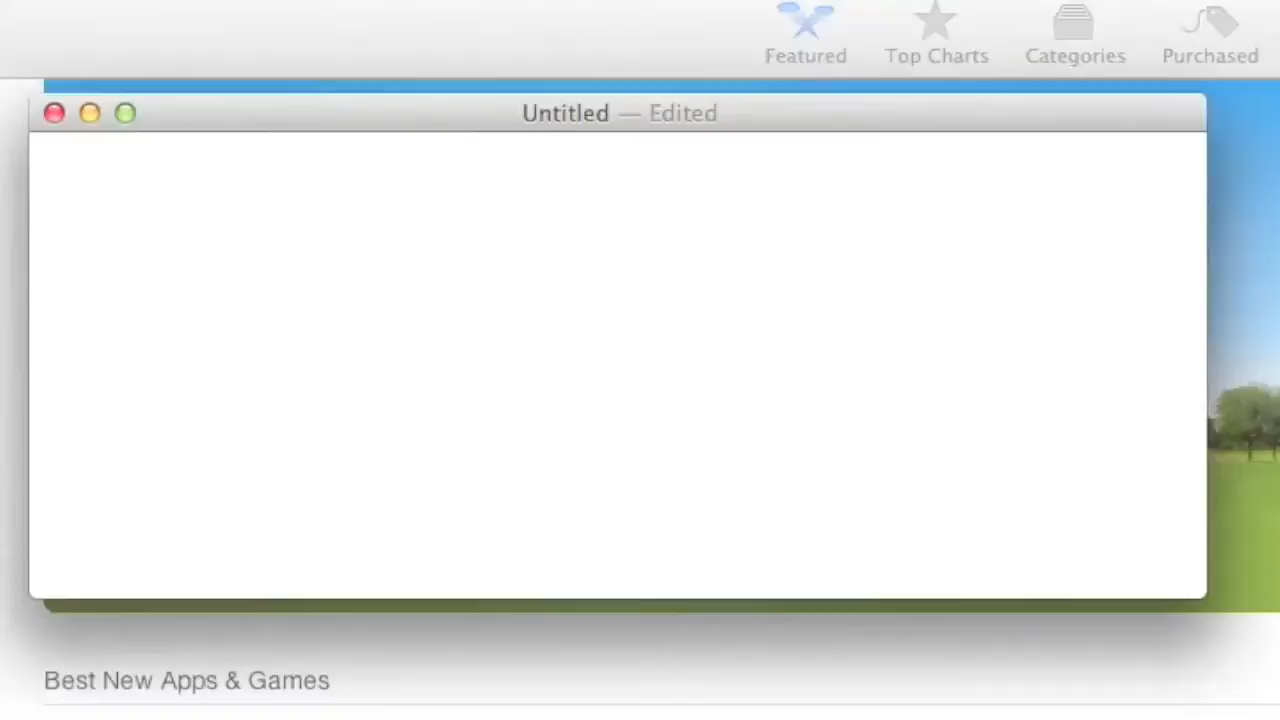 Featured
Top Charts
Categories
Purchased
Untitled — Edited
Best New Apps & Games